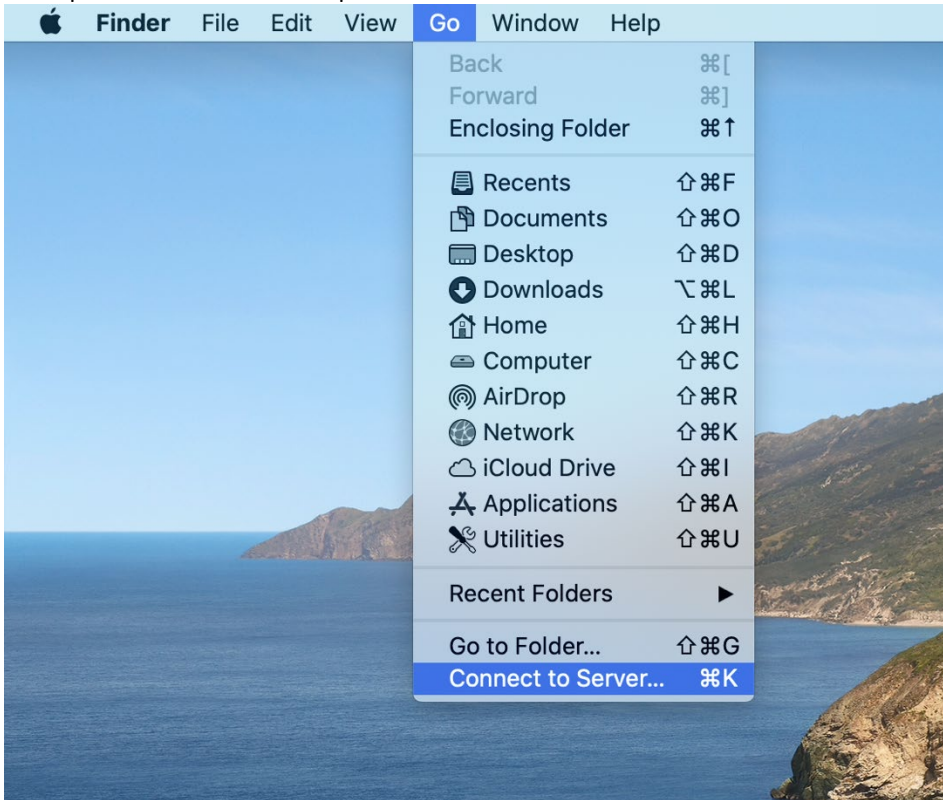 Finder File Edit View Go Window Help
Back ⌘[
Forward ⌘]
Enclosing Folder ⌘↑
Recents ⇧⌘F
Documents ⇧⌘O
Desktop ⇧⌘D
Downloads ⌥⌘L
Home ⇧⌘H
Computer ⇧⌘C
AirDrop ⇧⌘R
Network ⇧⌘K
iCloud Drive ⇧⌘I
Applications ⇧⌘A
Utilities ⇧⌘U
Recent Folders ▶
Go to Folder... ⇧⌘G
Connect to Server... ⌘K